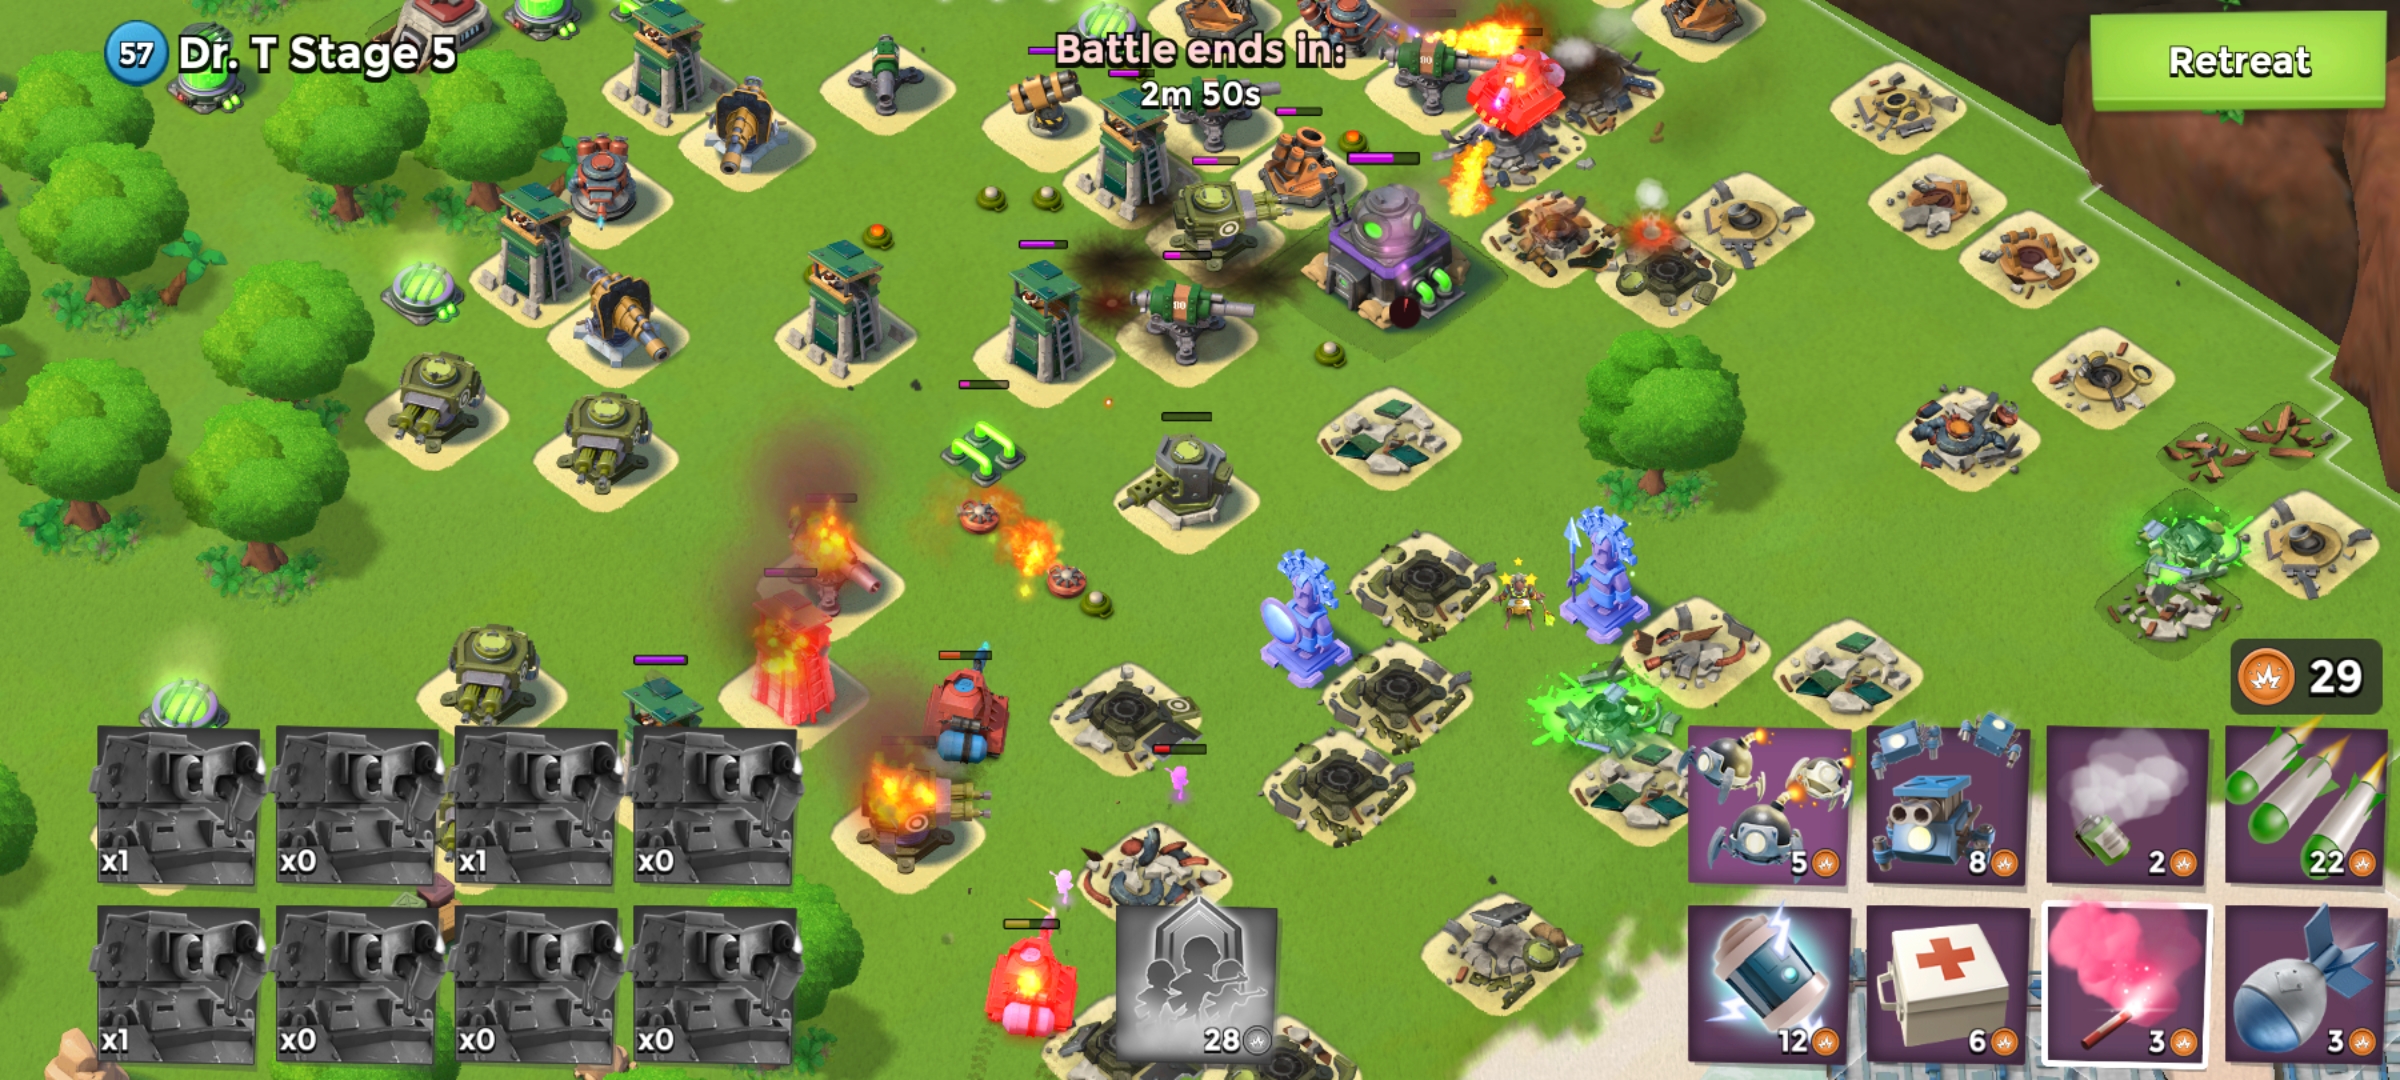 57 Dr. T Stage 5
Battle ends in:
2m 50s
Retreat
29
x1
x0
x1
x0
5
8
2
22
x1
x0
x0
x0
28
12
6
3
3